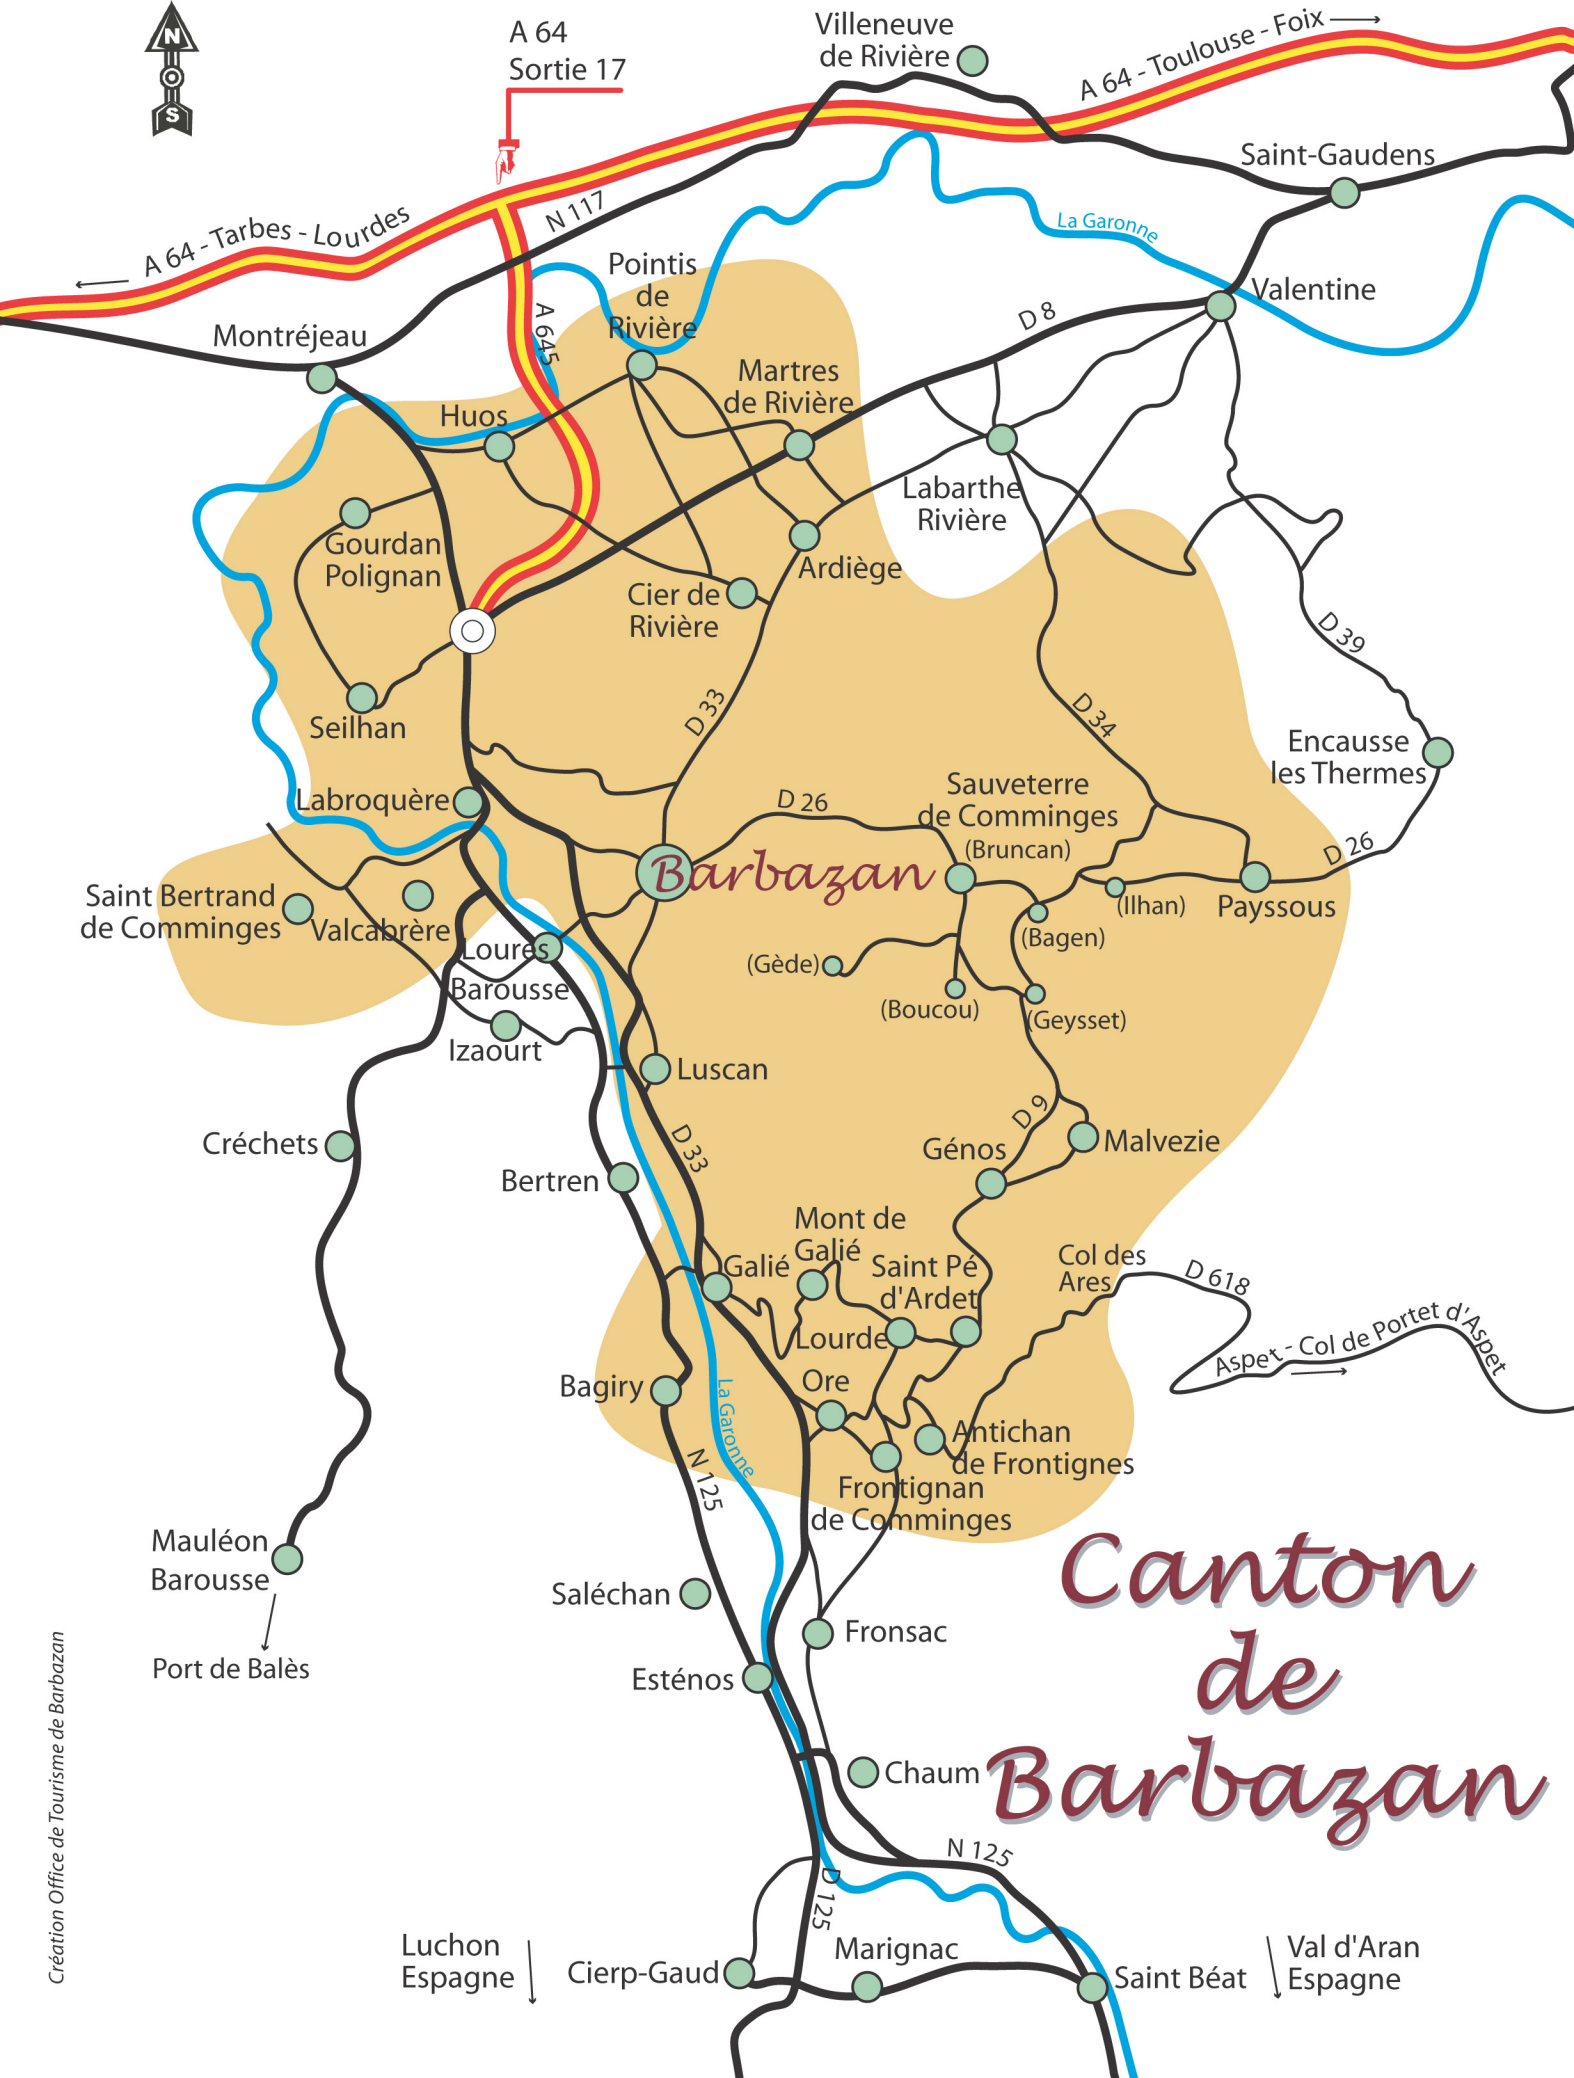 N
S
A 64
Sortie 17
Villeneuve
de Rivière
A 64 - Toulouse - Foix
Saint-Gaudens
A 64 - Tarbes - Lourdes
N 117
La Garonne
Pointis
de
Rivière
Valentine
D 8
A 645
Montréjeau
Martres
de Rivière
Huos
Labarthe
Rivière
Gourdan
Polignan
Ardiège
Cier de
Rivière
D 39
D 33
D 34
Seilhan
Encausse
les Thermes
Sauveterre
de Comminges
(Bruncan)
Labroquère
D 26
D 26
Barbazan
Saint Bertrand
de Comminges
Valcabrère
(Ilhan)
Payssous
(Bagen)
Loures
Barousse
(Gède)
(Boucou)
(Geysset)
Izaourt
Luscan
D 9
Créchets
D 33
Génos
Malvezie
Bertren
Mont de
Galié
Galié
Saint Pé
d'Ardet
Col des
Ares
D 618
Lourde
Aspet - Col de Portet d'Aspet
Bagiry
Ore
La Garonne
Antichan
de Frontignes
N 125
Frontignan
de Comminges
Mauléon
Barousse
Canton
de
Barbazan
Saléchan
Fronsac
Port de Balès
Esténos
Chaum
Création Office de Tourisme de Barbazan
N 125
D 125
Luchon
Espagne
Cierp-Gaud
Marignac
Saint Béat
Val d'Aran
Espagne